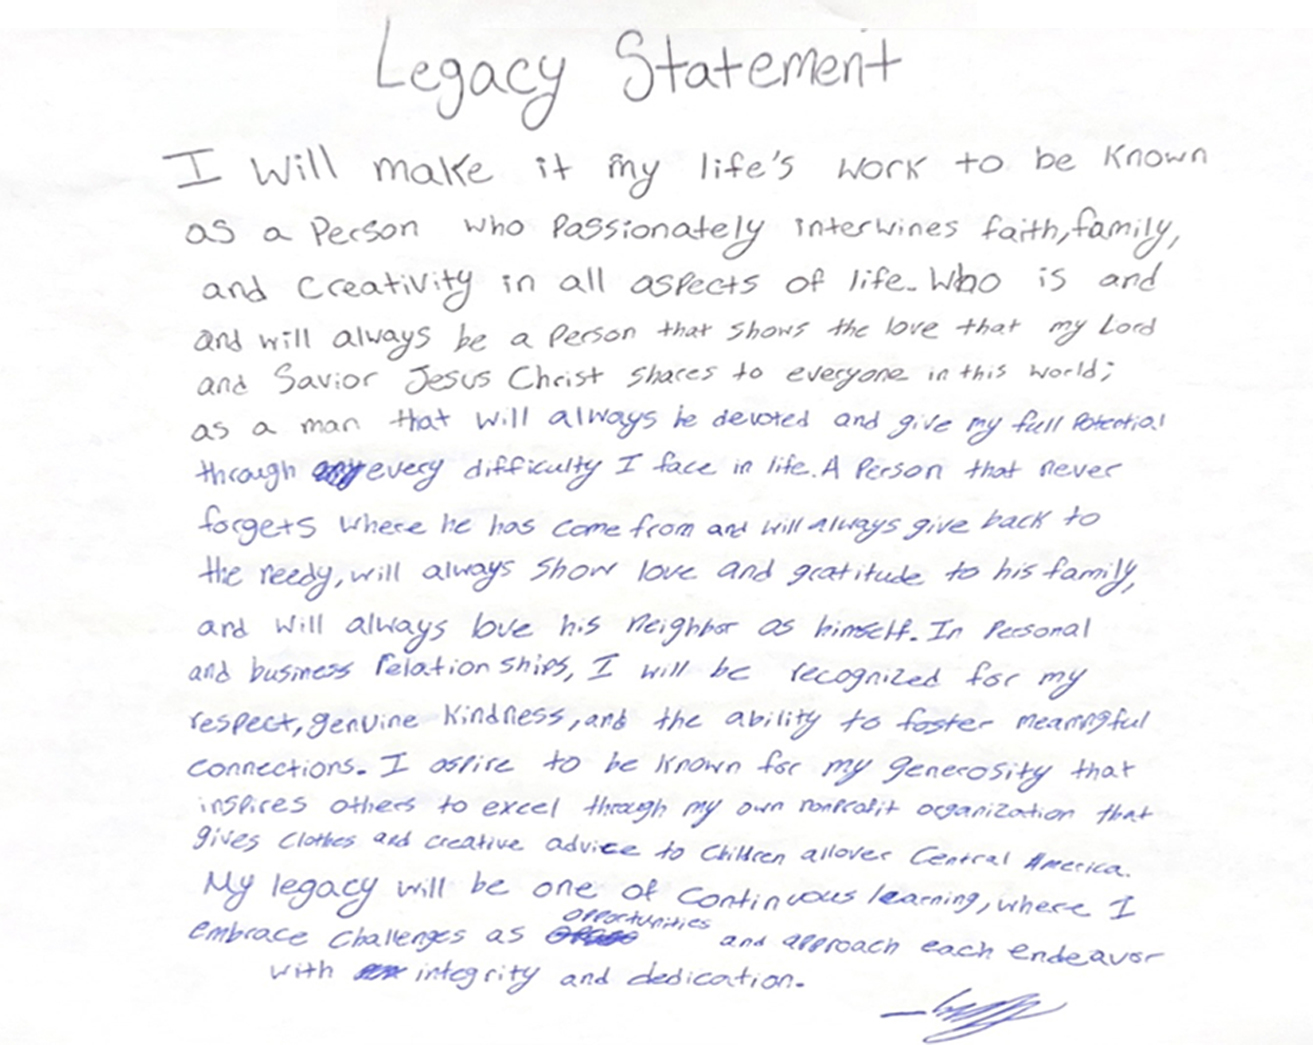 Legacy Statement
I will make it my life's work to be known
as a Person who Passionately intertwines faith, family,
and Creativity in all aspects of life. Who is and
and will always be a Person that shows the love that my Lord
and Savior Jesus Christ shares to everyone in this world;
as a man that will always be devoted and give my full Potential
through every difficulty I face in life. A Person that never
forgets where he has come from and will always give back to
the needy, will always show love and gratitude to his family,
and will always love his neighbor as himself. In Personal
and business relationships, I will be recognized for my
respect, genuine kindness, and the ability to foster meaningful
connections. I aspire to be known for my generosity that
inspires others to excel through my own nonprofit organization that
gives clothes and creative advice to children allover Central America.
My legacy will be one of continuous learning, where I
embrace challenges as opportunities and approach each endeavor
with integrity and dedication.